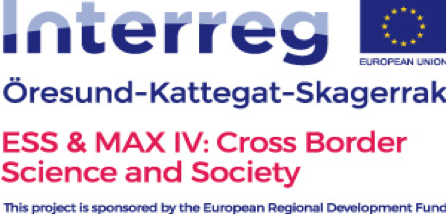 Interreg
EUROPEAN UNION
Öresund-Kattegat-Skagerrak
ESS & MAX IV: Cross Border
Science and Society
This project is sponsored by the European Regional Development Fund